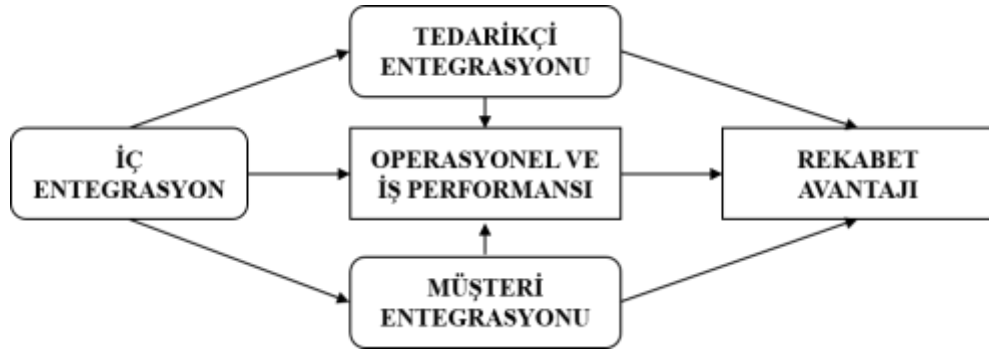 TEDARİKÇİ
ENTEGRASYONU
İÇ
ENTEGRASYON
OPERASYONEL VE
İŞ PERFORMANSI
REKABET
AVANTAJI
MÜŞTERİ
ENTEGRASYONU